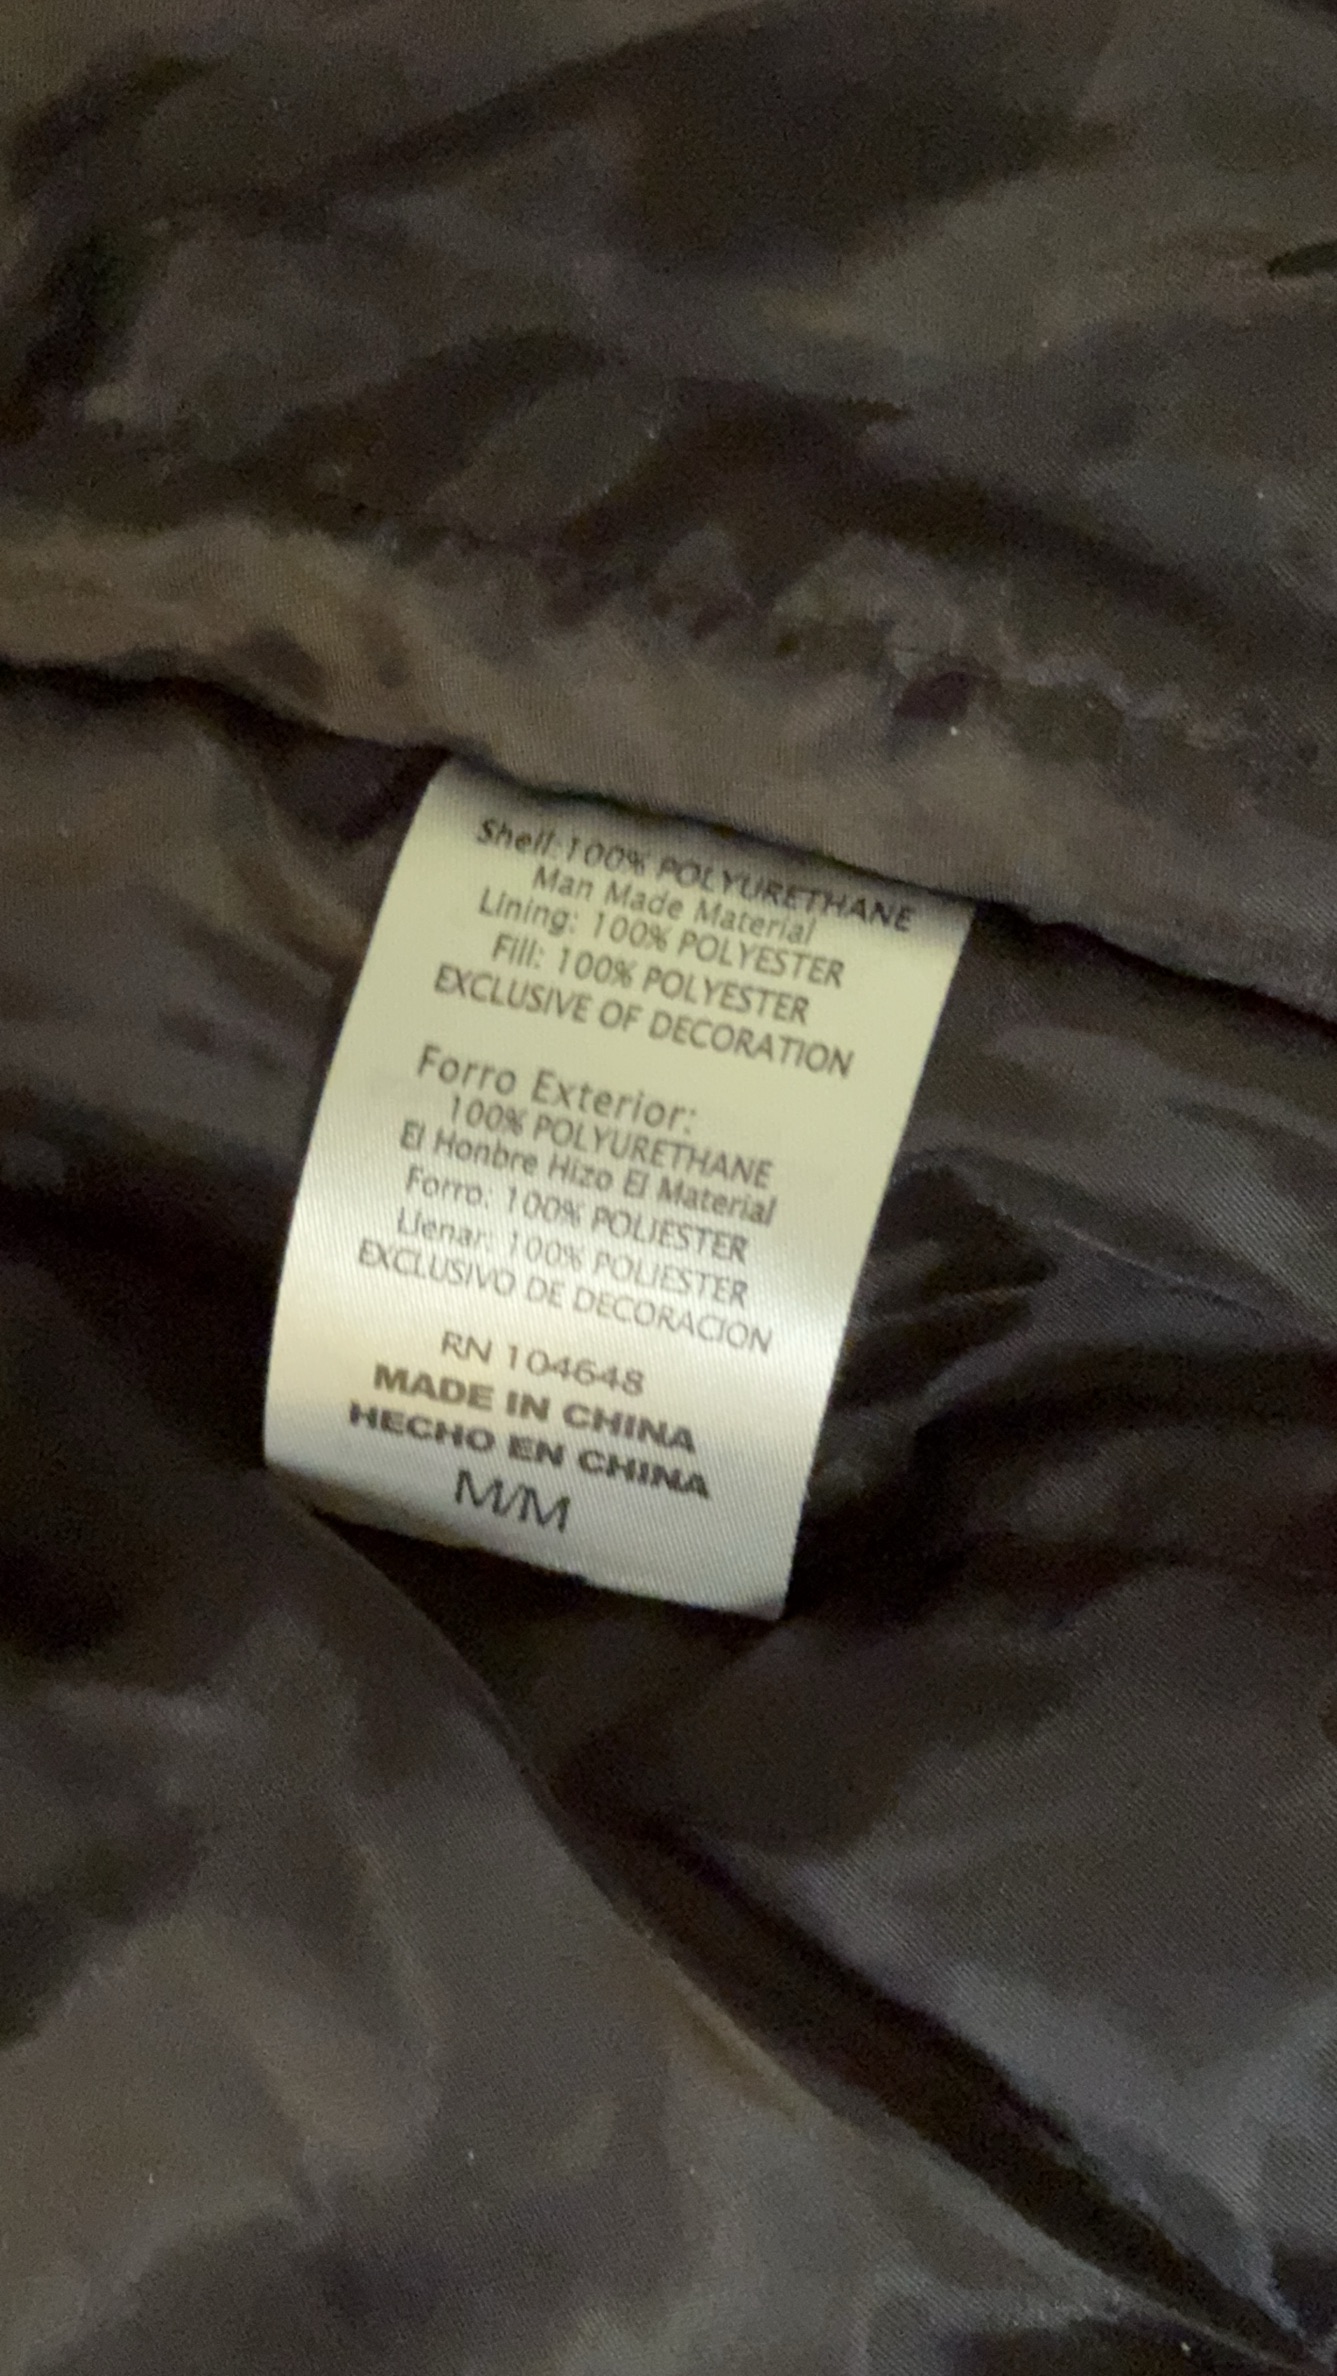 Shell:100% POLYURETHANE
Man Made Material
Lining: 100% POLYESTER
Fill: 100% POLYESTER
EXCLUSIVE OF DECORATION
Forro Exterior:
100% POLYURETHANE
El Honbre Hizo El Material
Forro: 100% POLIESTER
Llenar: 100% POLIESTER
EXCLUSIVO DE DECORACION
RN 104648
MADE IN CHINA
HECHO EN CHINA
M/M